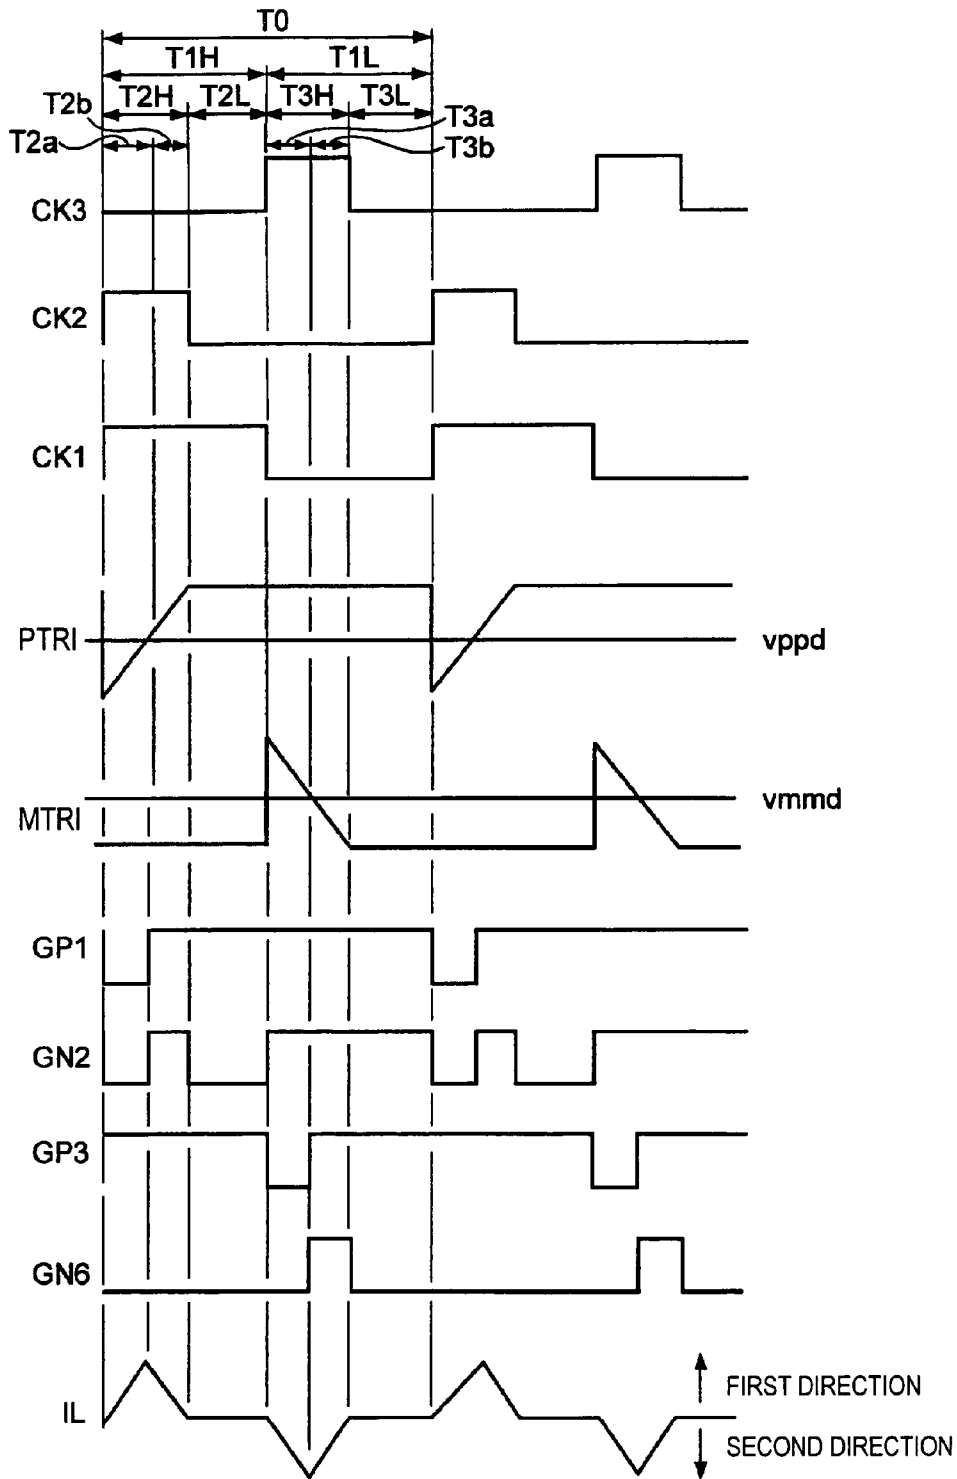 T0
T1H T1L
T2b T2H T2L T3H T3L
T2a T3a
T3b
CK3
CK2
CK1
PTRI vppd
MTRI vmmd
GP1
GN2
GP3
GN6
IL FIRST DIRECTION
SECOND DIRECTION